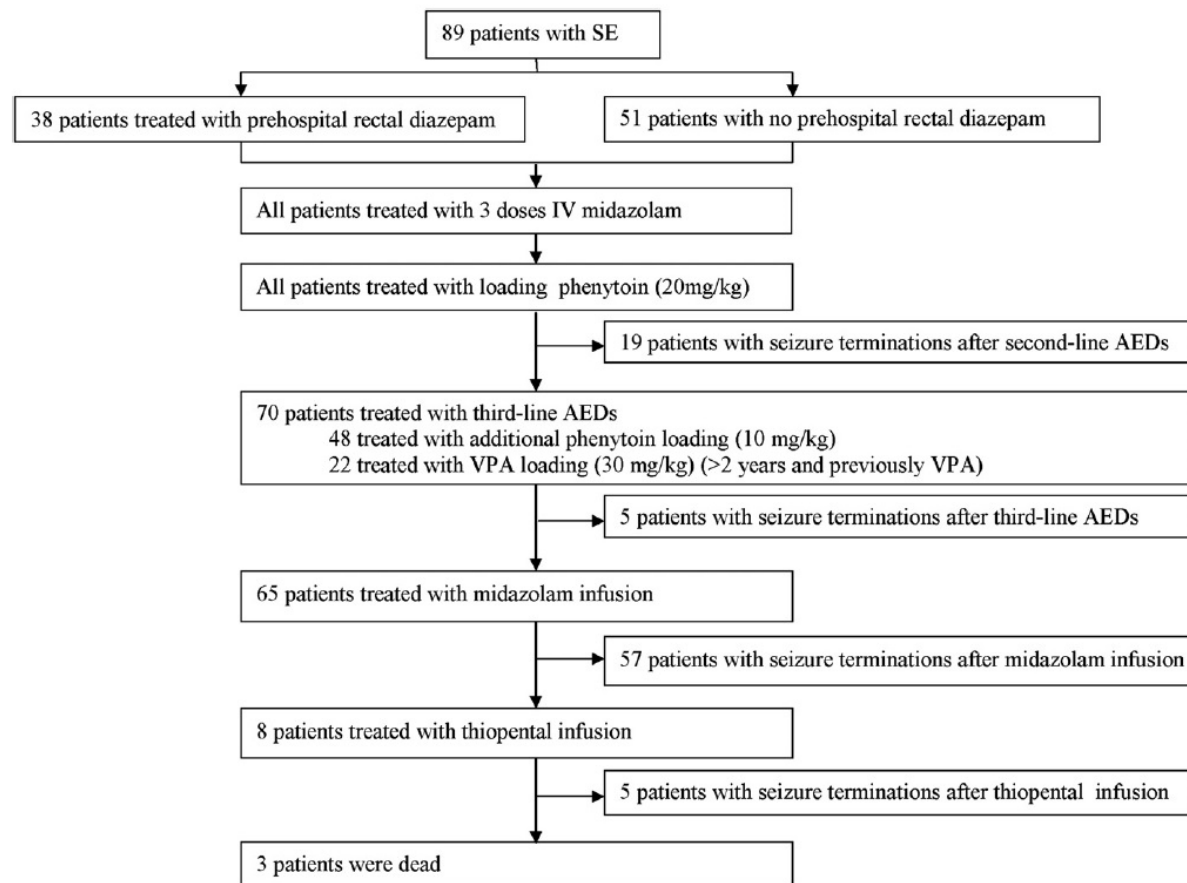 89 patients with SE
38 patients treated with prehospital rectal diazepam
51 patients with no prehospital rectal diazepam
All patients treated with 3 doses IV midazolam
All patients treated with loading phenytoin (20mg/kg)
19 patients with seizure terminations after second-line AEDs
70 patients treated with third-line AEDs
48 treated with additional phenytoin loading (10 mg/kg)
22 treated with VPA loading (30 mg/kg) (>2 years and previously VPA)
5 patients with seizure terminations after third-line AEDs
65 patients treated with midazolam infusion
57 patients with seizure terminations after midazolam infusion
8 patients treated with thiopental infusion
5 patients with seizure terminations after thiopental infusion
3 patients were dead